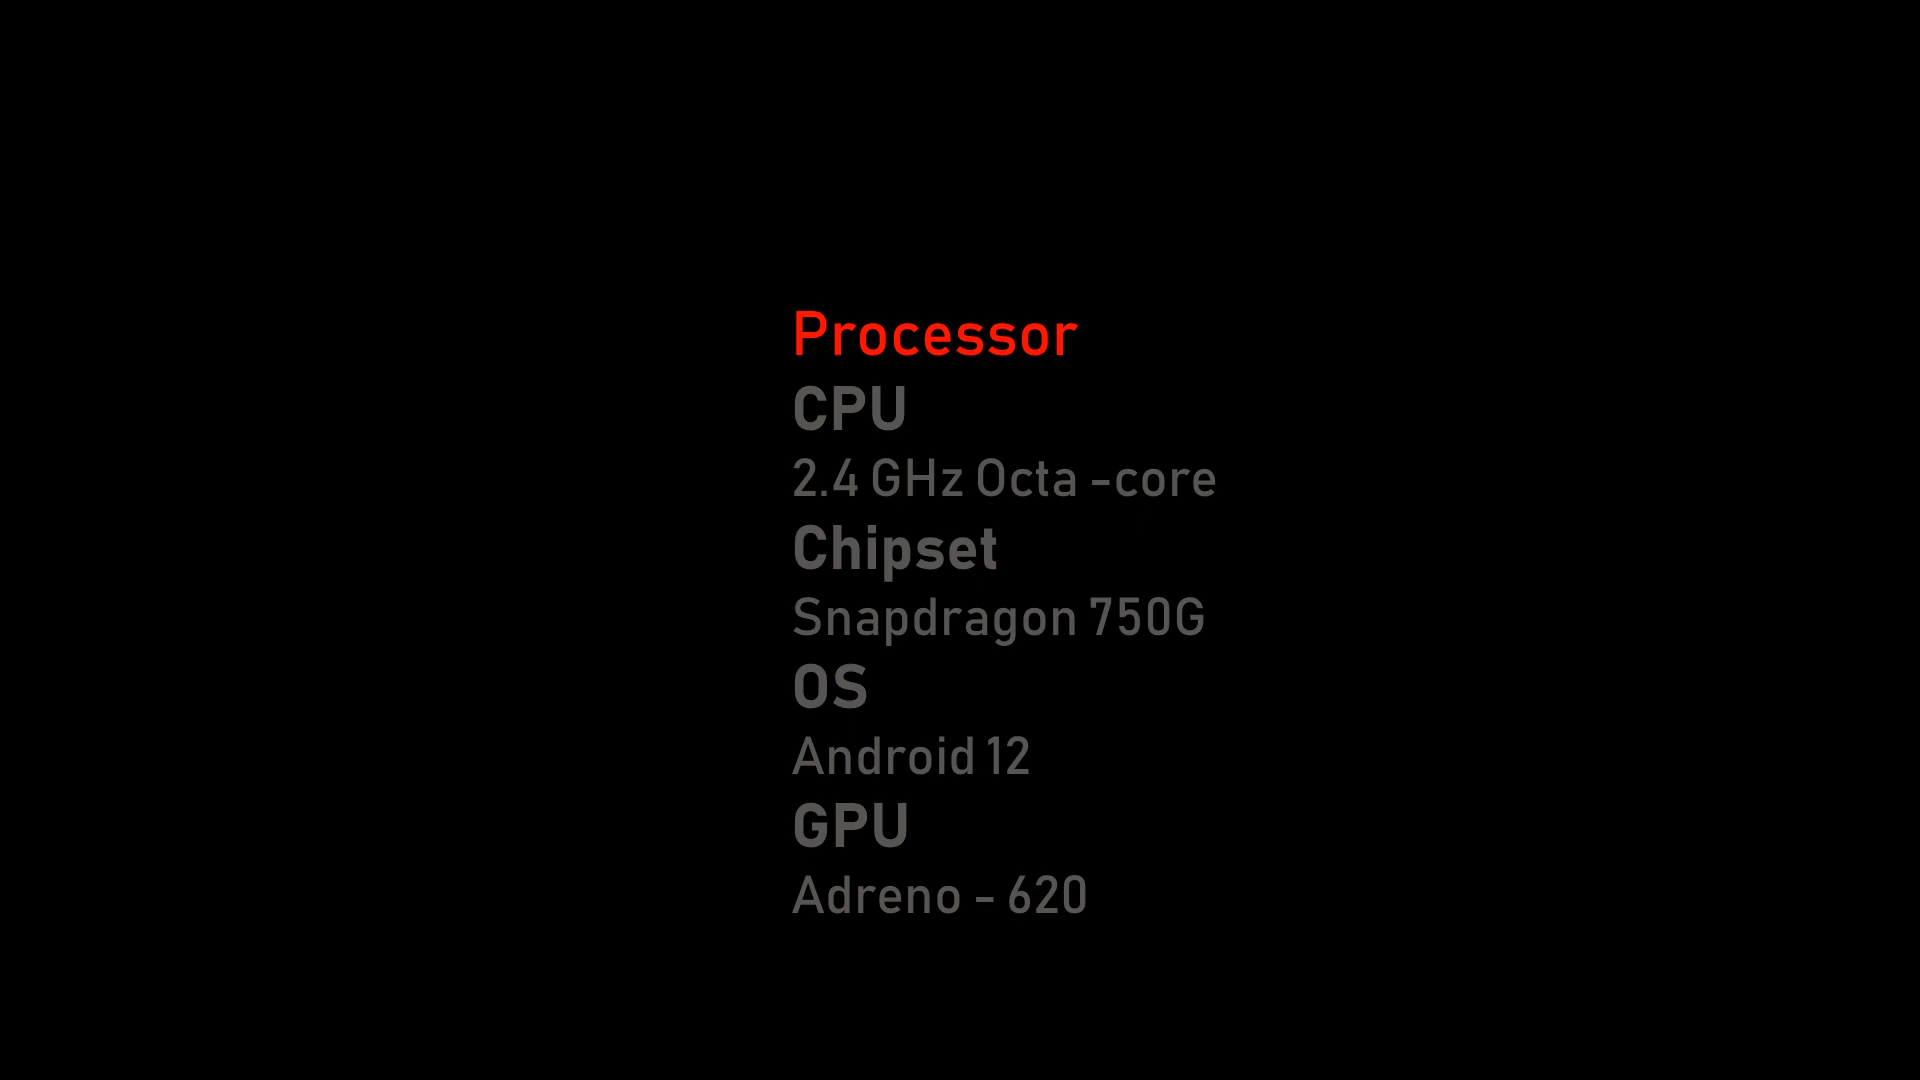 Processor
CPU
2.4 GHz Octa -core
Chipset
Snapdragon 750G
OS
Android 12
GPU
Adreno - 620